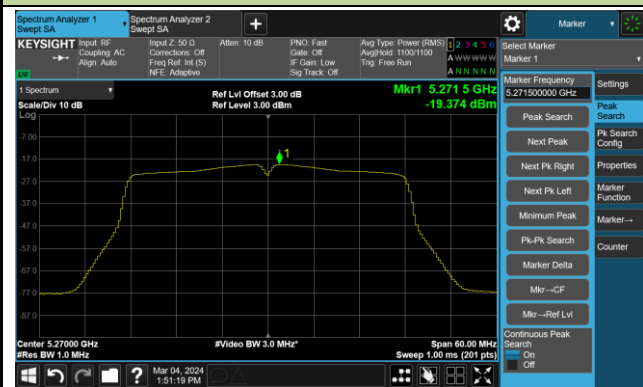 Spectrum Analyzer 1
Swept SA
Spectrum Analyzer 2
Swept SA
+
Marker
KEYSIGHT
Input: RF
Coupling: AC
Align: Auto
Input Z: 50 Ω
Corrections: Off
Freq Ref: Int (S)
NFE: Adaptive
Atten: 10 dB
PNO: Fast
Gate: Off
IF Gain: Low
Sig Track: Off
Avg Type: Power (RMS)
Avg|Hold: 1100/1100
Trig: Free Run
1 2 3 4 5 6
A W W W W W
A N N N N N
Select Marker
Marker 1
1 Spectrum
Scale/Div 10 dB
Log
Ref Lvl Offset 3.00 dB
Ref Level 3.00 dBm
Mkr1 5.271 5 GHz
-19.374 dBm
-7.00
-17.0
-27.0
-37.0
-47.0
-57.0
-67.0
-77.0
-87.0
1
Center 5.27000 GHz
#Res BW 1.0 MHz
#Video BW 3.0 MHz*
Span 60.00 MHz
Sweep 1.00 ms (201 pts)
Marker Frequency
5.271500000 GHz
Peak Search
Next Peak
Next Pk Right
Next Pk Left
Minimum Peak
Pk-Pk Search
Marker Delta
Mkr→CF
Mkr→Ref Lvl
Continuous Peak
Search
On
Off
Settings
Peak
Search
Pk Search
Config
Properties
Marker
Function
Marker→
Counter
?
Mar 04, 2024
1:51:19 PM